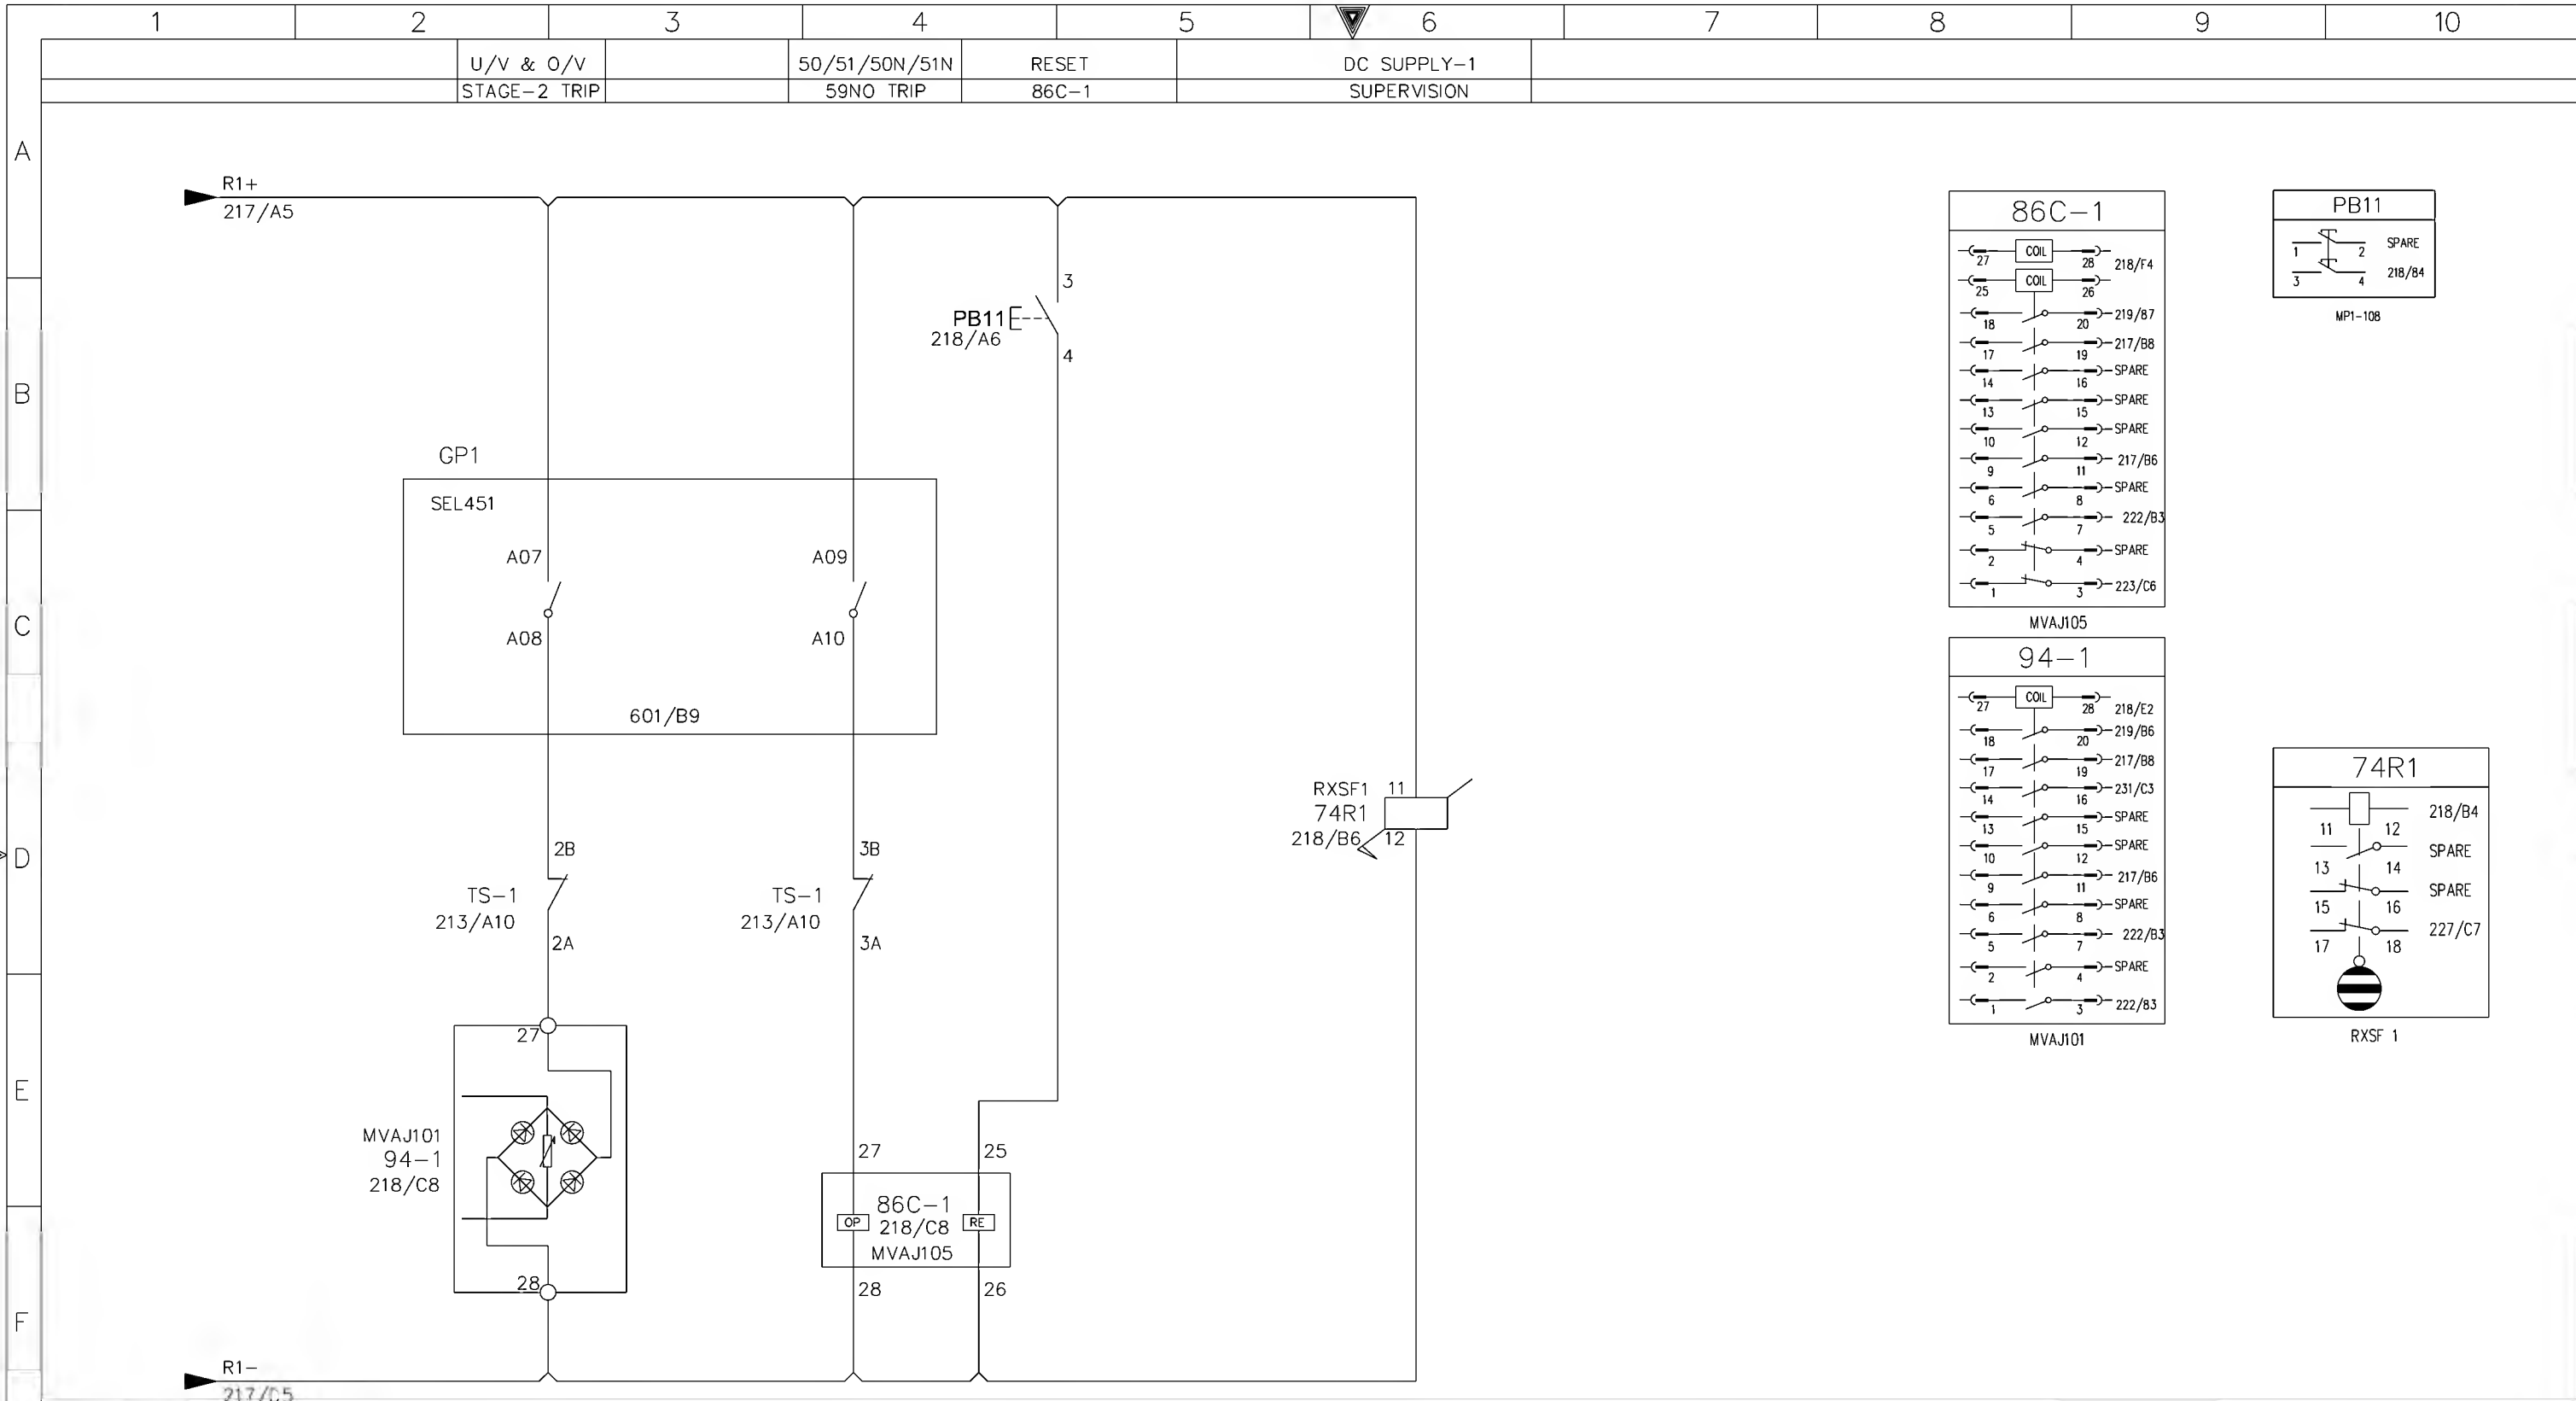 1 2 3 4 5 6 7 8 9 10
U/V & O/V 50/51/50N/51N RESET DC SUPPLY-1
STAGE-2 TRIP 59NO TRIP 86C-1 SUPERVISION
A
B
C
D
E
F
R1+
217/A5
3
PB11
218/A6
4
GP1
SEL451
A07 A09
A08 A10
601/B9
RXSF1 11
74R1
218/B6 12
2B 3B
TS-1 TS-1
213/A10 213/A10
2A 3A
27
MVAJ101
94-1
218/C8
28
27 25
86C-1
OP 218/C8 RE
MVAJ105
28 26
R1-
217/D5
86C-1
27 COIL 28 218/F4
25 COIL 26
18 20 219/87
17 19 217/B8
14 16 SPARE
13 15 SPARE
10 12 SPARE
9 11 217/B6
6 8 SPARE
5 7 222/B3
2 4 SPARE
1 3 223/C6
MVAJ105
94-1
27 COIL 28 218/E2
18 20 219/B6
17 19 217/B8
14 16 231/C3
13 15 SPARE
10 12 SPARE
9 11 217/B6
6 8 SPARE
5 7 222/B3
2 4 SPARE
1 3 222/83
MVAJ101
PB11
1 2 SPARE
3 4 218/84
MP1-108
74R1
11 12 218/B4
13 14 SPARE
15 16 SPARE
17 18 227/C7
RXSF 1